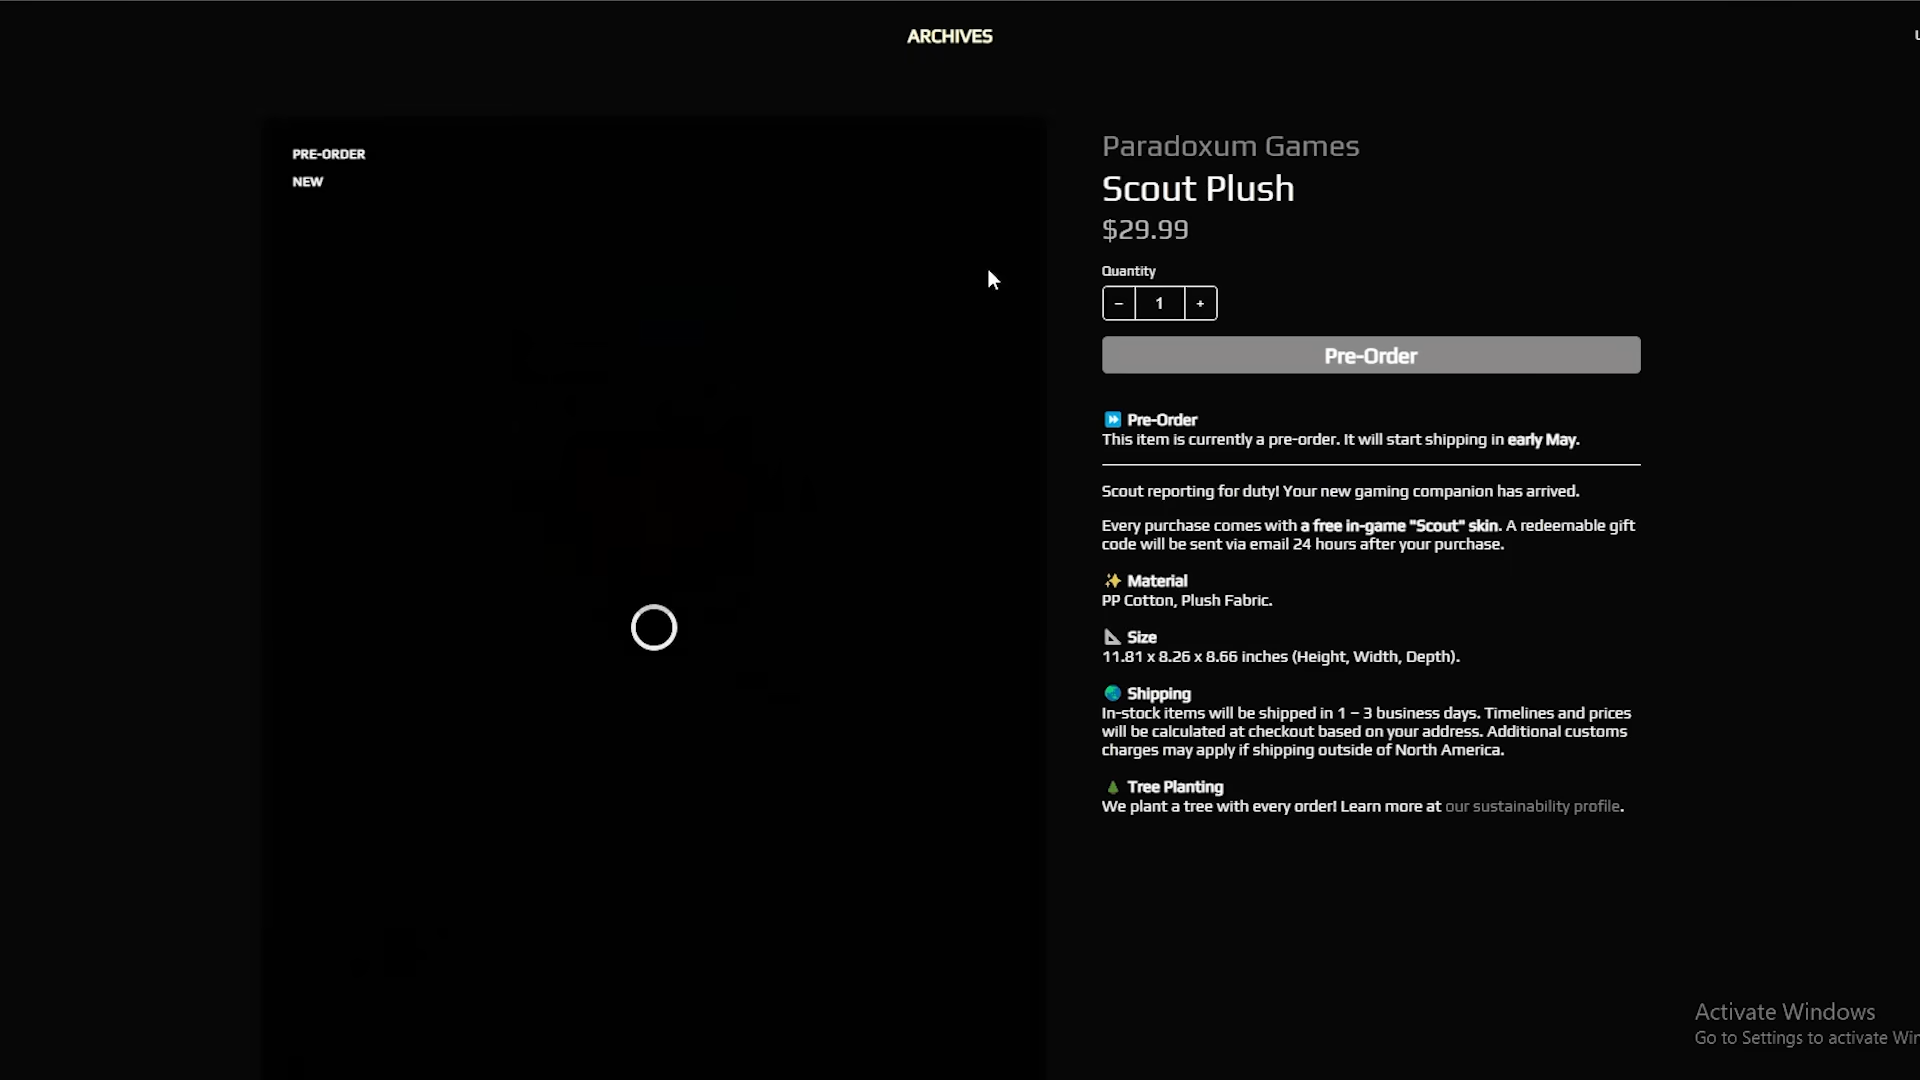 ARCHIVES
PRE-ORDER
NEW
Paradoxum Games
Scout Plush
$29.99
Quantity
− 1 +
Pre-Order
⏩ Pre-Order
This item is currently a pre-order. It will start shipping in early May.
Scout reporting for duty! Your new gaming companion has arrived.
Every purchase comes with a free in-game "Scout" skin. A redeemable gift
code will be sent via email 24 hours after your purchase.
✨ Material
PP Cotton, Plush Fabric.
📐 Size
11.81 x 8.26 x 8.66 inches (Height, Width, Depth).
🌏 Shipping
In-stock items will be shipped in 1 – 3 business days. Timelines and prices
will be calculated at checkout based on your address. Additional customs
charges may apply if shipping outside of North America.
🌲 Tree Planting
We plant a tree with every order! Learn more at our sustainability profile.
Activate Windows
Go to Settings to activate Win